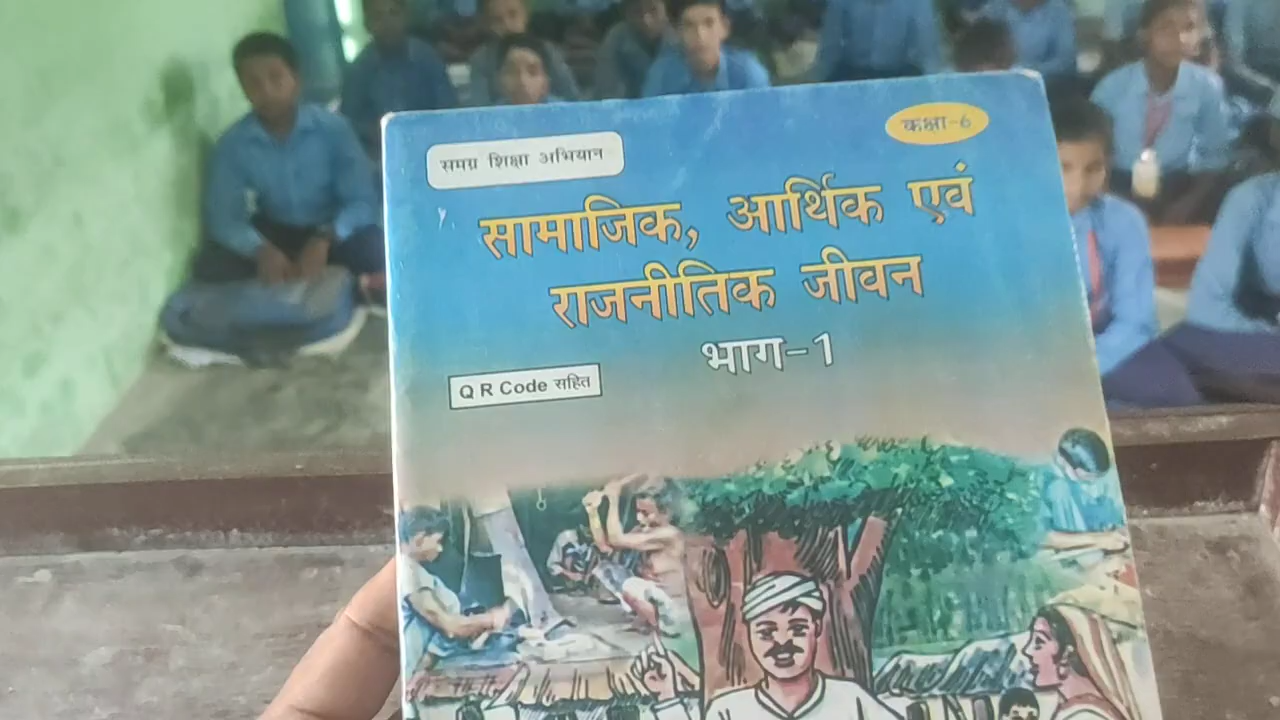 कक्षा-6
समग्र शिक्षा अभियान
सामाजिक, आर्थिक एवं
राजनीतिक जीवन
भाग-1
Q R Code सहित